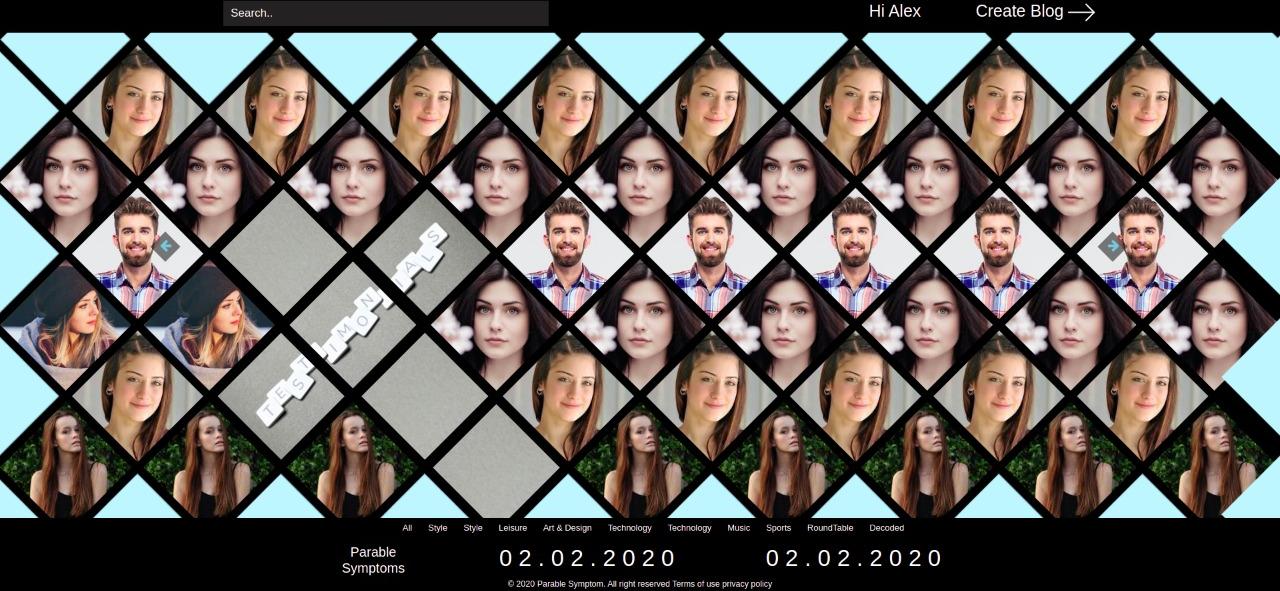 Search..
Hi Alex
Create Blog
TESTIMONIALS
All Style Style Leisure Art & Design Technology Technology Music Sports RoundTable Decoded
Parable
Symptoms
02.02.2020
02.02.2020
© 2020 Parable Symptom. All right reserved Terms of use privacy policy